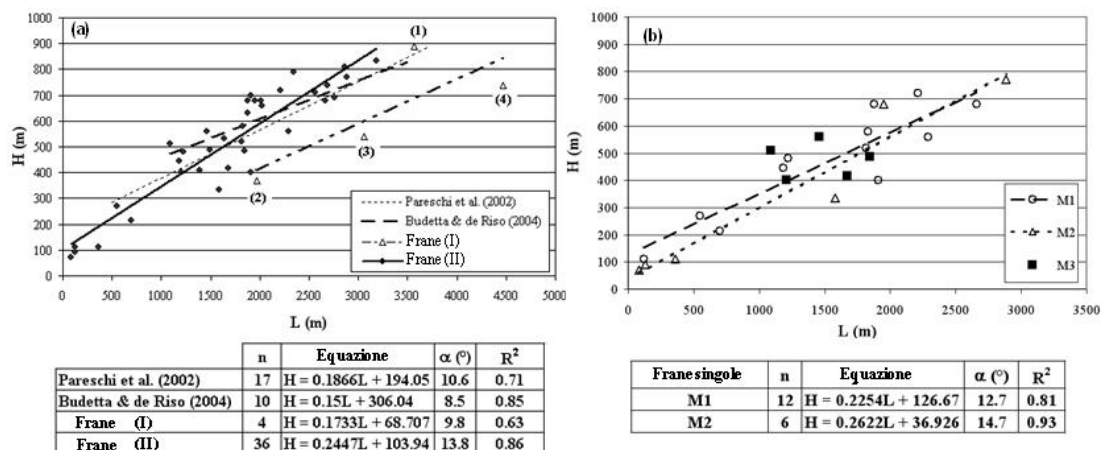 (a)
H (m)
1000
900
800
700
600
500
400
300
200
100
0
(1)
(2)
(3)
(4)
Pareschi et al. (2002)
Budetta & de Riso (2004)
Frane (I)
Frane (II)
0 500 1000 1500 2000 2500 3000 3500 4000 4500 5000
L (m)
n Equazione α (°) R²
Pareschi et al. (2002) 17 H = 0.1866L + 194.05 10.6 0.71
Budetta & de Riso (2004) 10 H = 0.15L + 306.04 8.5 0.85
Frane (I) 4 H = 0.1733L + 68.707 9.8 0.63
Frane (II) 36 H = 0.2447L + 103.94 13.8 0.86
(b)
H (m)
1000
900
800
700
600
500
400
300
200
100
0
M1
M2
M3
0 500 1000 1500 2000 2500 3000 3500
L (m)
Frane singole n Equazione α (°) R²
M1 12 H = 0.2254L + 126.67 12.7 0.81
M2 6 H = 0.2622L + 36.926 14.7 0.93